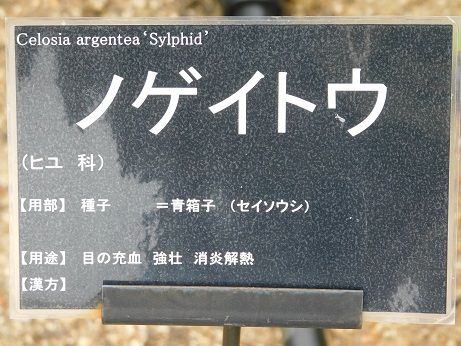 Celosia argentea‘Sylphid’
ノゲイトウ
（ヒユ　科）
【用部】 種子　　＝青箱子 （セイソウシ）
【用途】 目の充血 強壮 消炎解熱
【漢方】